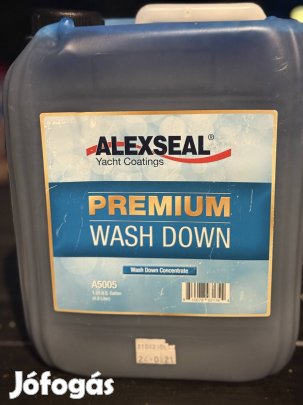 ALEXSEAL®
Yacht Coatings
PREMIUM
WASH DOWN
Wash Down Concentrate
A5005
Jófogás